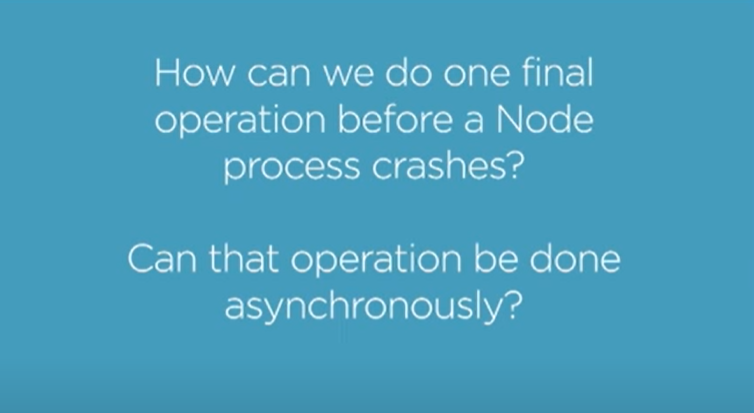 How can we do one final
operation before a Node
process crashes?
Can that operation be done
asynchronously?